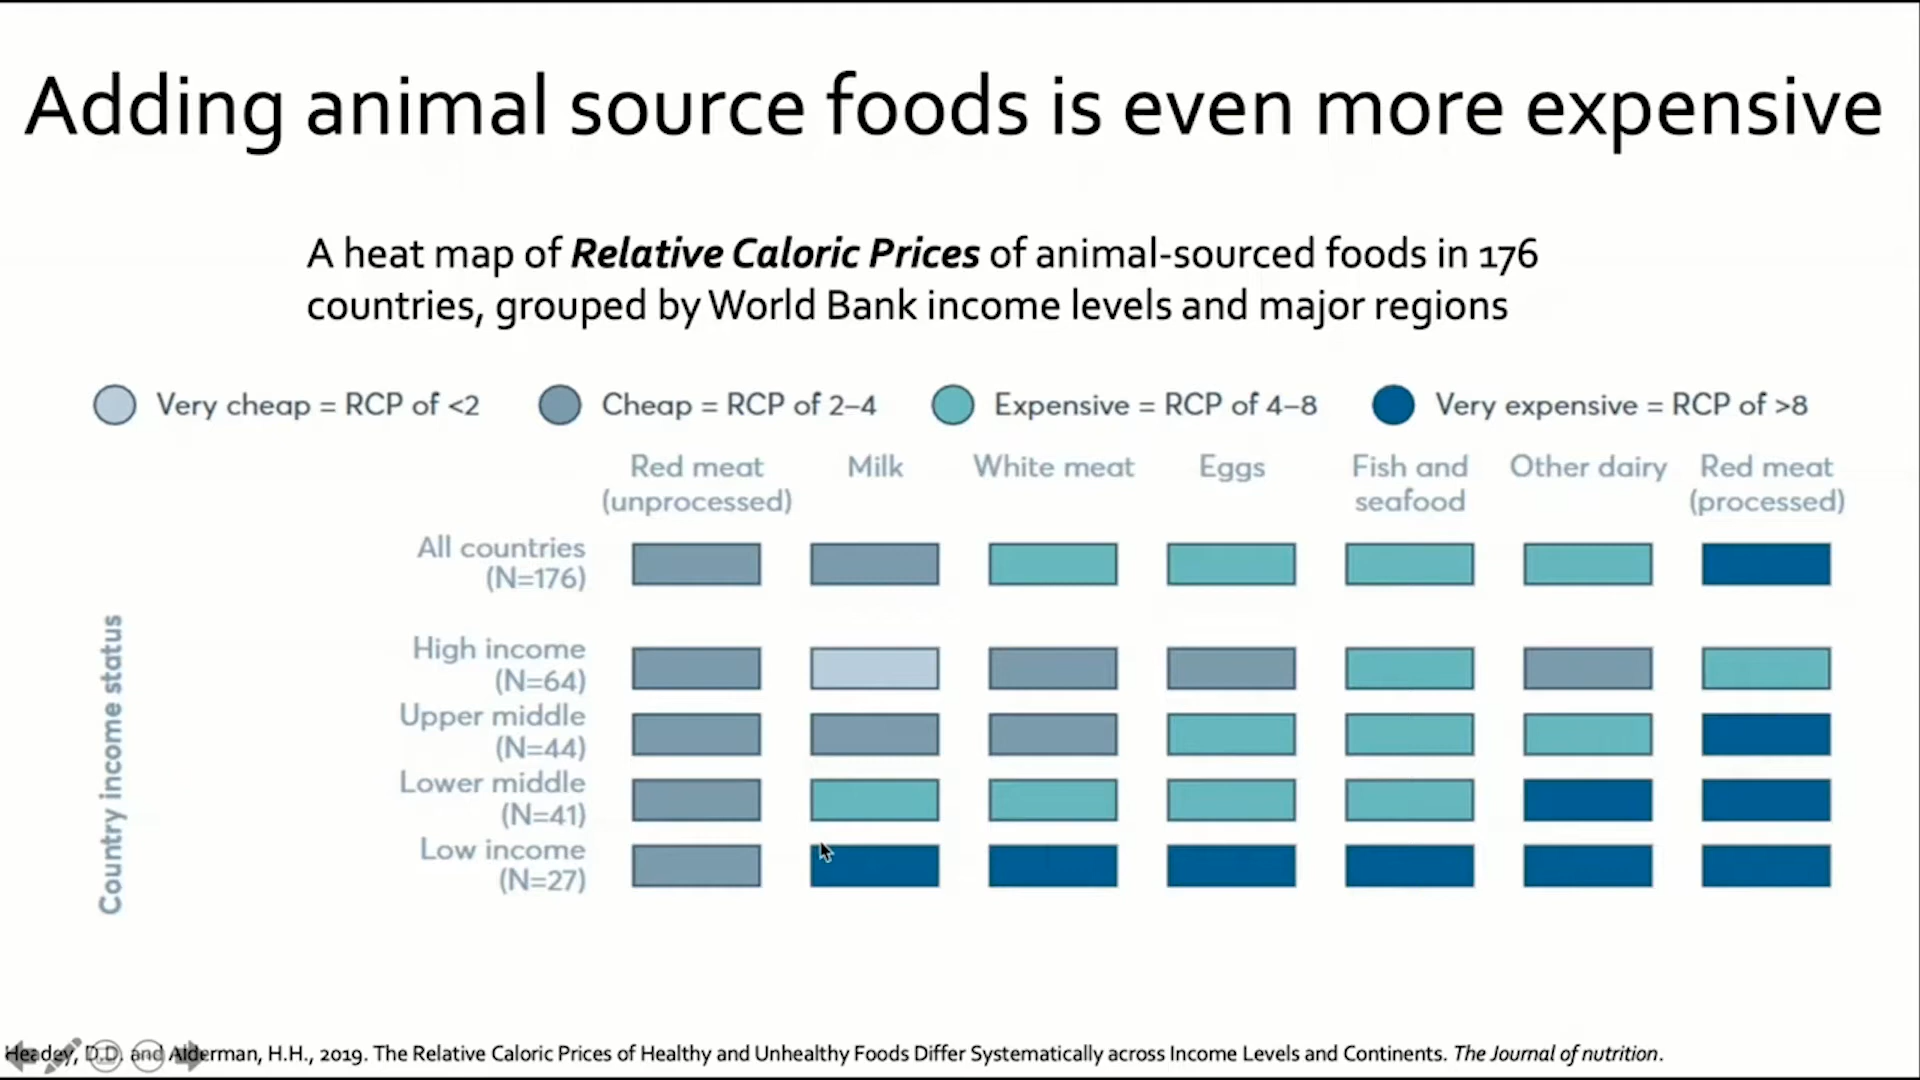 Adding animal source foods is even more expensive
A heat map of Relative Caloric Prices of animal-sourced foods in 176
countries, grouped by World Bank income levels and major regions
Very cheap = RCP of <2
Cheap = RCP of 2–4
Expensive = RCP of 4–8
Very expensive = RCP of >8
Red meat
(unprocessed)
Milk
White meat
Eggs
Fish and
seafood
Other dairy
Red meat
(processed)
Country income status
All countries
(N=176)
High income
(N=64)
Upper middle
(N=44)
Lower middle
(N=41)
Low income
(N=27)
Headey, D.D. and Alderman, H.H., 2019. The Relative Caloric Prices of Healthy and Unhealthy Foods Differ Systematically across Income Levels and Continents. The Journal of nutrition.